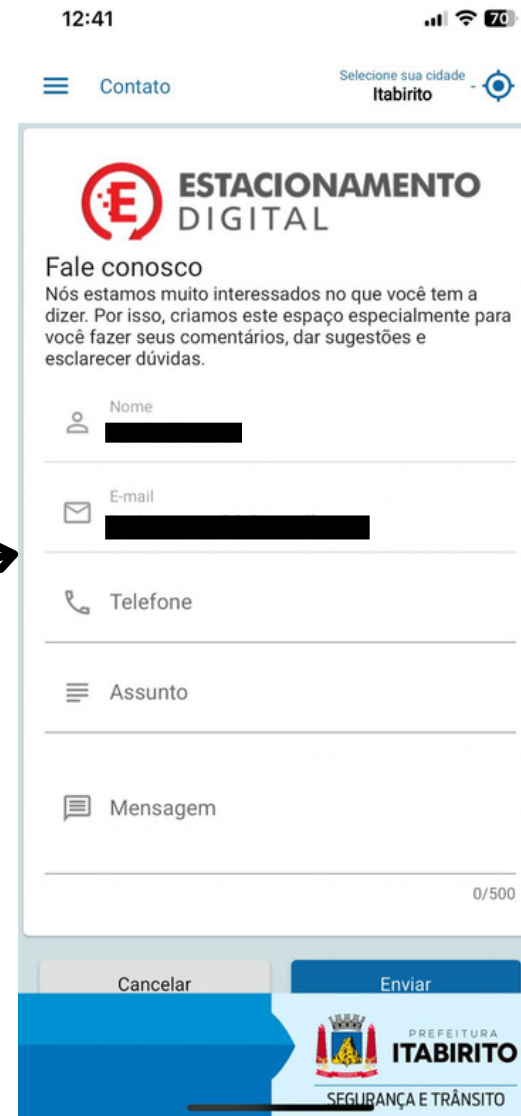 12:41
70
Contato
Selecione sua cidade
Itabirito
-
E
ESTACIONAMENTO
DIGITAL
Fale conosco
Nós estamos muito interessados no que você tem a
dizer. Por isso, criamos este espaço especialmente para
você fazer seus comentários, dar sugestões e
esclarecer dúvidas.
Nome
E-mail
Telefone
Assunto
Mensagem
0/500
Cancelar
Enviar
PREFEITURA
ITABIRITO
SEGURANÇA E TRÂNSITO